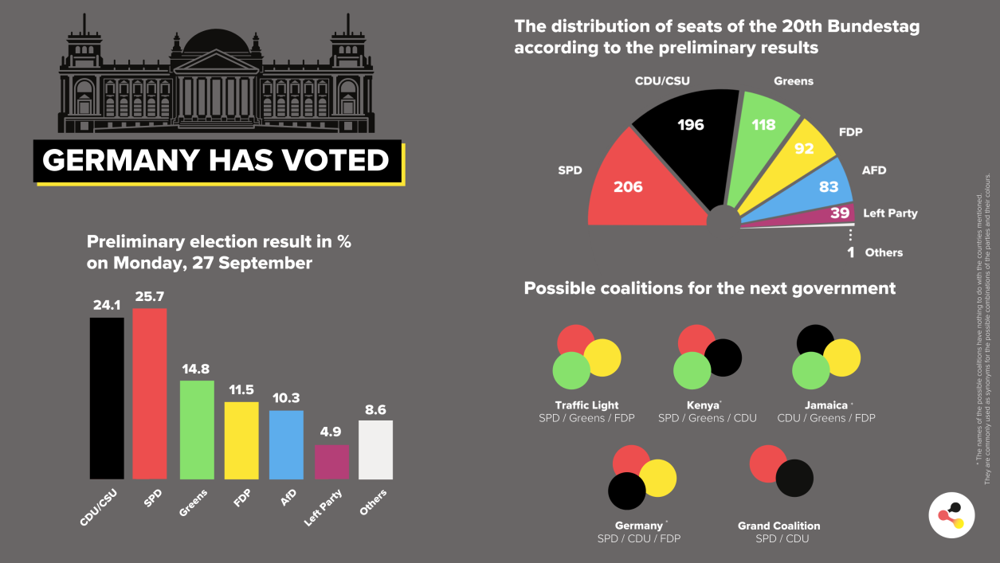 GERMANY HAS VOTED
Preliminary election result in %
on Monday, 27 September
24.1
25.7
14.8
11.5
10.3
4.9
8.6
CDU/CSU
SPD
Greens
FDP
AfD
Left Party
Others
The distribution of seats of the 20th Bundestag
according to the preliminary results
CDU/CSU
Greens
FDP
AFD
SPD
Left Party
Others
206
196
118
92
83
39
1
Possible coalitions for the next government
Traffic Light
SPD / Greens / FDP
Kenya*
SPD / Greens / CDU
Jamaica *
CDU / Greens / FDP
Germany *
SPD / CDU / FDP
Grand Coalition
SPD / CDU
* The names of the possible coalitions have nothing to do with the countries mentioned.
They are commonly used as synonyms for the possible combinations of the parties and their colours.